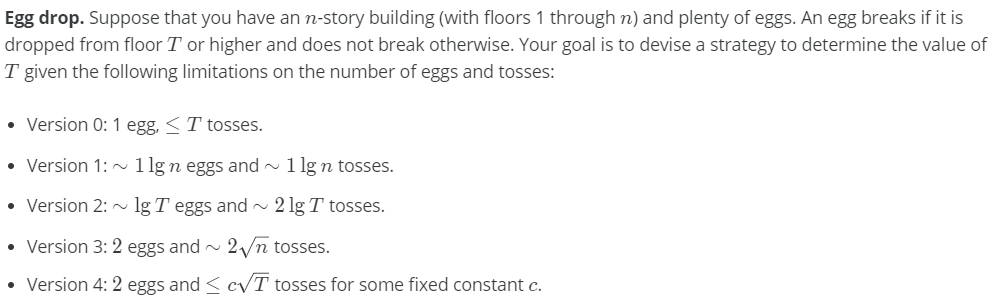 Egg drop. Suppose that you have an n-story building (with floors 1 through n) and plenty of eggs. An egg breaks if it is
dropped from floor T or higher and does not break otherwise. Your goal is to devise a strategy to determine the value of
T given the following limitations on the number of eggs and tosses:
• Version 0: 1 egg, ≤ T tosses.
• Version 1: ∼ 1 lg n eggs and ∼ 1 lg n tosses.
• Version 2: ∼ lg T eggs and ∼ 2 lg T tosses.
• Version 3: 2 eggs and ∼ 2√n tosses.
• Version 4: 2 eggs and ≤ c√T tosses for some fixed constant c.